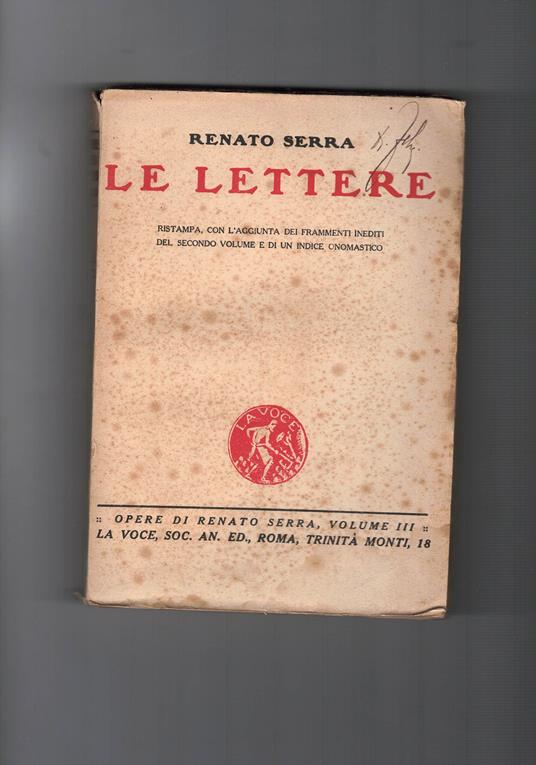 RENATO SERRA
LE LETTERE
RISTAMPA, CON L'AGGIUNTA DEI FRAMMENTI INEDITI
DEL SECONDO VOLUME E DI UN INDICE ONOMASTICO
LA VOCE
:: OPERE DI RENATO SERRA, VOLUME III ::
LA VOCE, SOC. AN. ED., ROMA, TRINITÀ MONTI, 18